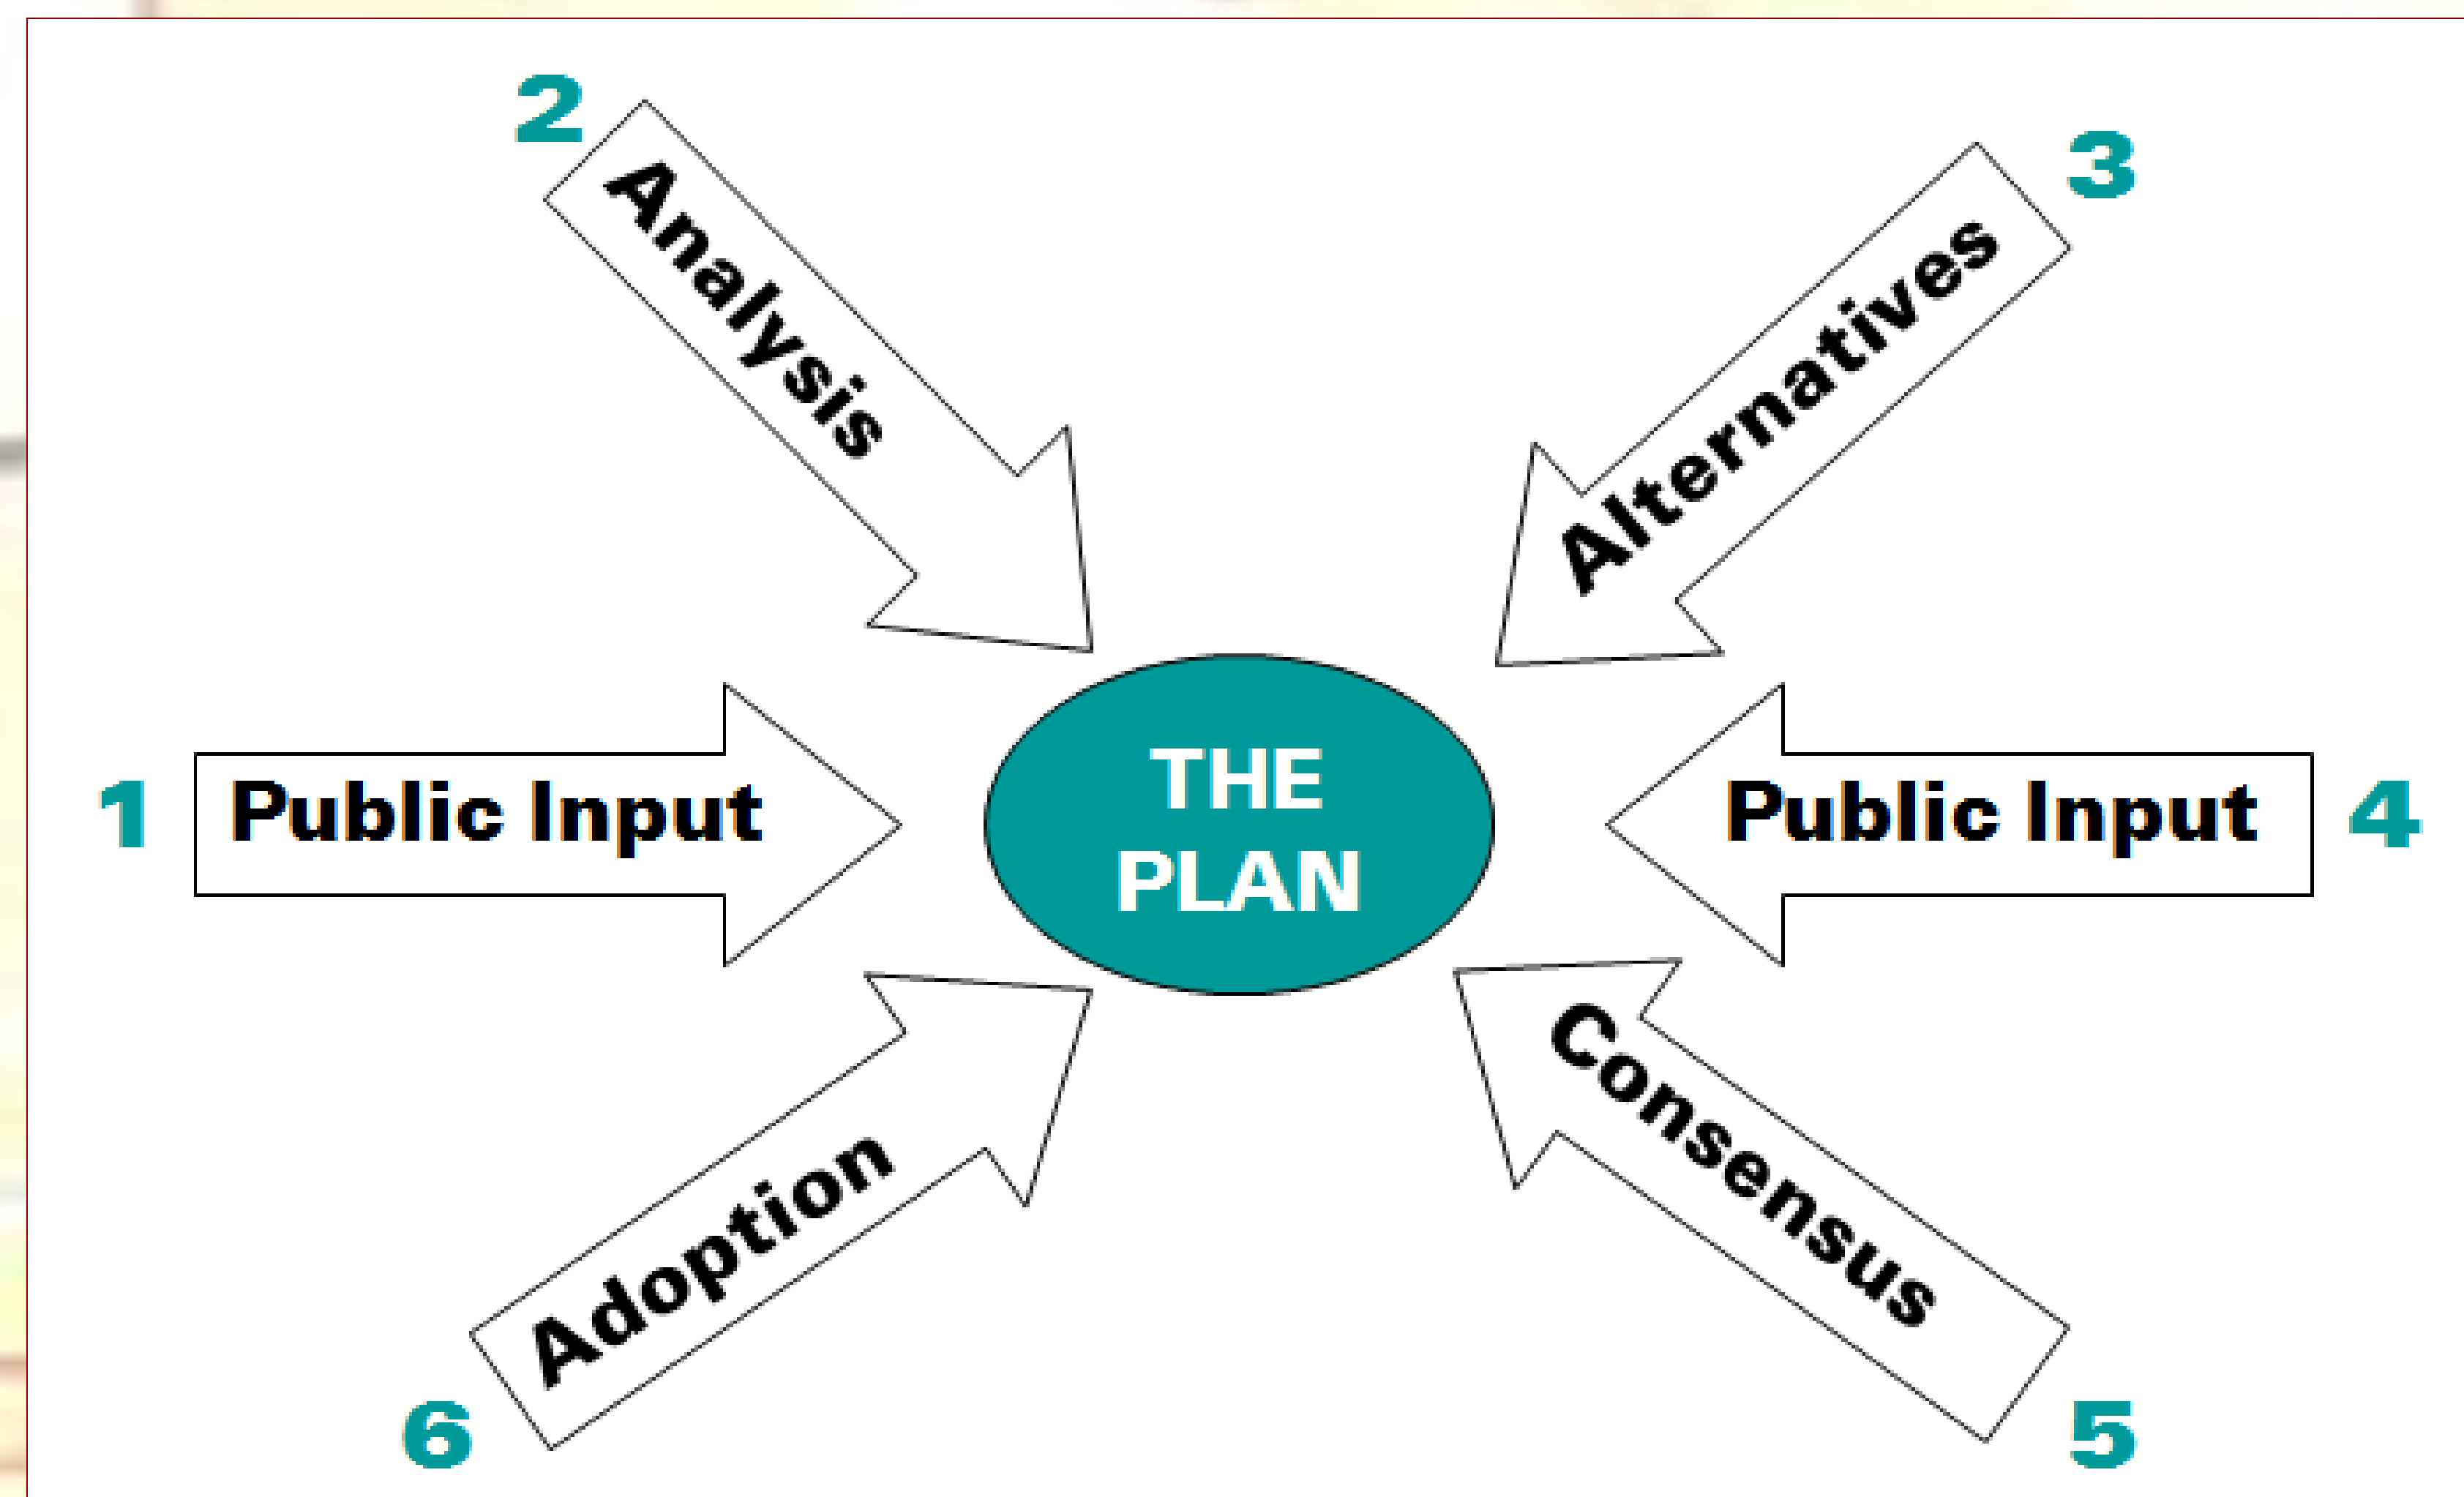 1 Public Input
2 Analysis
3 Alternatives
4 Public Input
5 Consensus
6 Adoption
THE
PLAN